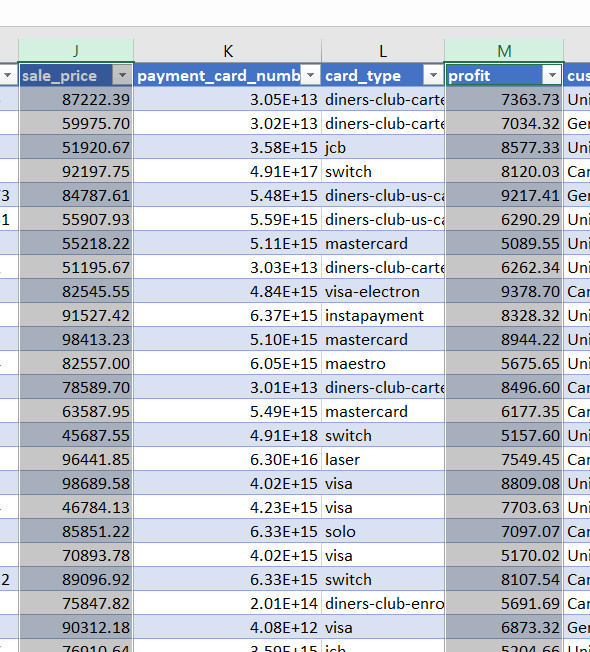 J K L M
sale_price payment_card_numb card_type profit cus
87222.39 3.05E+13 diners-club-carte 7363.73 Uni
59975.70 3.02E+13 diners-club-carte 7034.32 Ger
51920.67 3.58E+15 jcb 8577.33 Uni
92197.75 4.91E+17 switch 8120.03 Car
73 84787.61 5.48E+15 diners-club-us-ca 9217.41 Ger
1 55907.93 5.59E+15 diners-club-us-ca 6290.29 Uni
55218.22 5.11E+15 mastercard 5089.55 Uni
51195.67 3.03E+13 diners-club-carte 6262.34 Uni
82545.55 4.84E+15 visa-electron 9378.70 Car
91527.42 6.37E+15 instapayment 8328.32 Uni
98413.23 5.10E+15 mastercard 8944.22 Uni
82557.00 6.05E+15 maestro 5675.65 Uni
78589.70 3.01E+13 diners-club-carte 8496.60 Car
63587.95 5.49E+15 mastercard 6177.35 Car
45687.55 4.91E+18 switch 5157.60 Uni
96441.85 6.30E+16 laser 7549.45 Car
98689.58 4.02E+15 visa 8809.08 Uni
46784.13 4.23E+15 visa 7703.63 Uni
85851.22 6.33E+15 solo 7097.07 Car
70893.78 4.02E+15 visa 5170.02 Uni
2 89096.92 6.33E+15 switch 8107.54 Car
75847.82 2.01E+14 diners-club-enro 5691.69 Car
90312.18 4.08E+12 visa 6873.32 Ger
76910.64 3.59E+15 jcb 5204.66 Uni